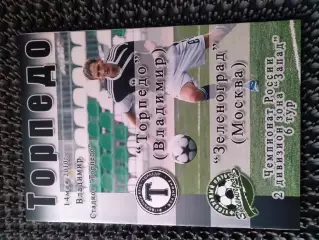 Торпедо
14 мая 2010 г.
Владимир
Стадион "Торпедо"
"Торпедо"
(Владимир)
"Зеленоград"
(Москва)
Чемпионат России
2 дивизион зона "Запад"
6 тур
Т